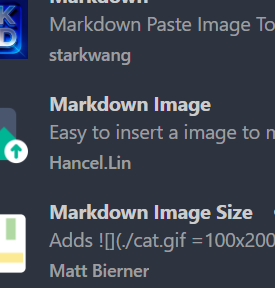 Markdown
Markdown Paste Image To
starkwang
Markdown Image
Easy to insert a image to m
Hancel.Lin
Markdown Image Size
Adds ![](./cat.gif =100x200
Matt Bierner